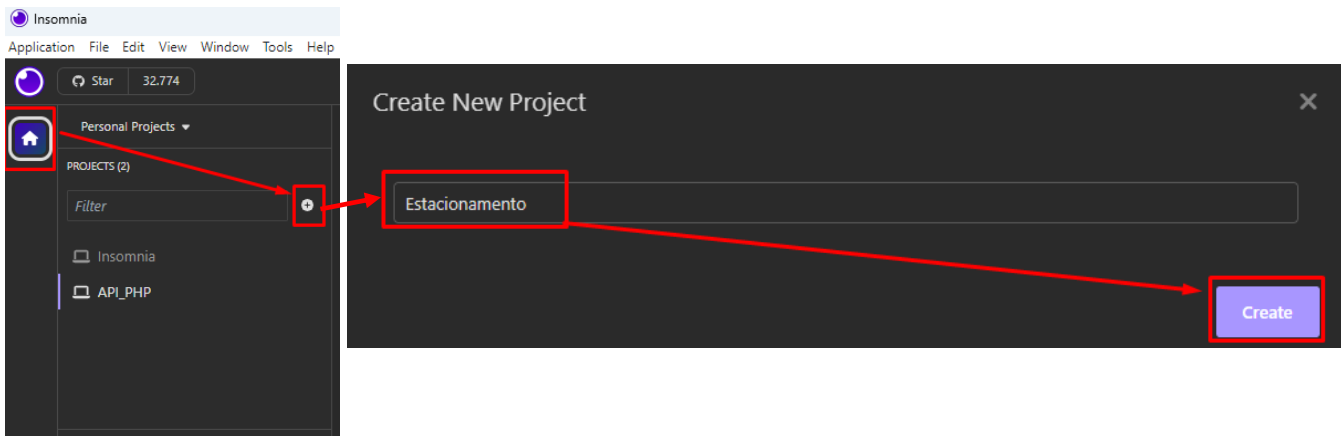 Insomnia
Application File Edit View Window Tools Help
Star 32.774
Personal Projects
PROJECTS (2)
Filter
Insomnia
API_PHP
Create New Project
Estacionamento
Create